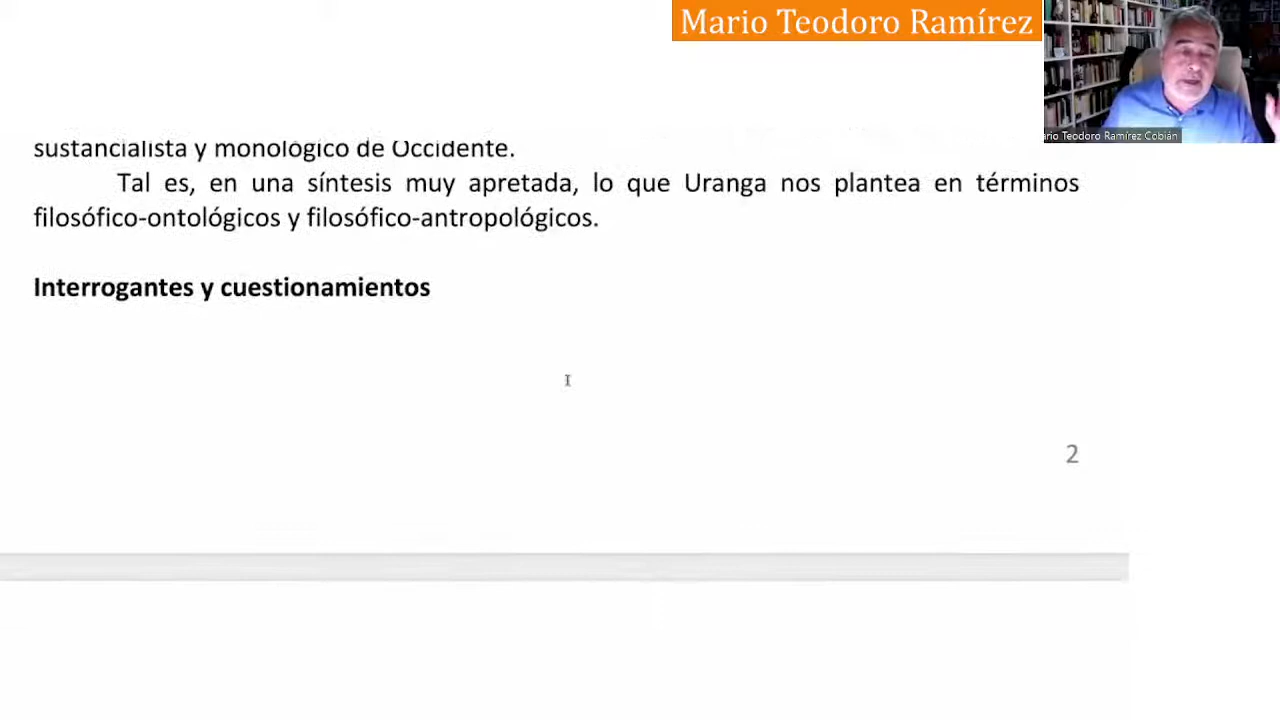 Mario Teodoro Ramírez
ario Teodoro Ramírez Cobián
sustancialista y monológico de Occidente.
Tal es, en una síntesis muy apretada, lo que Uranga nos plantea en términos
filosófico-ontológicos y filosófico-antropológicos.
Interrogantes y cuestionamientos
2